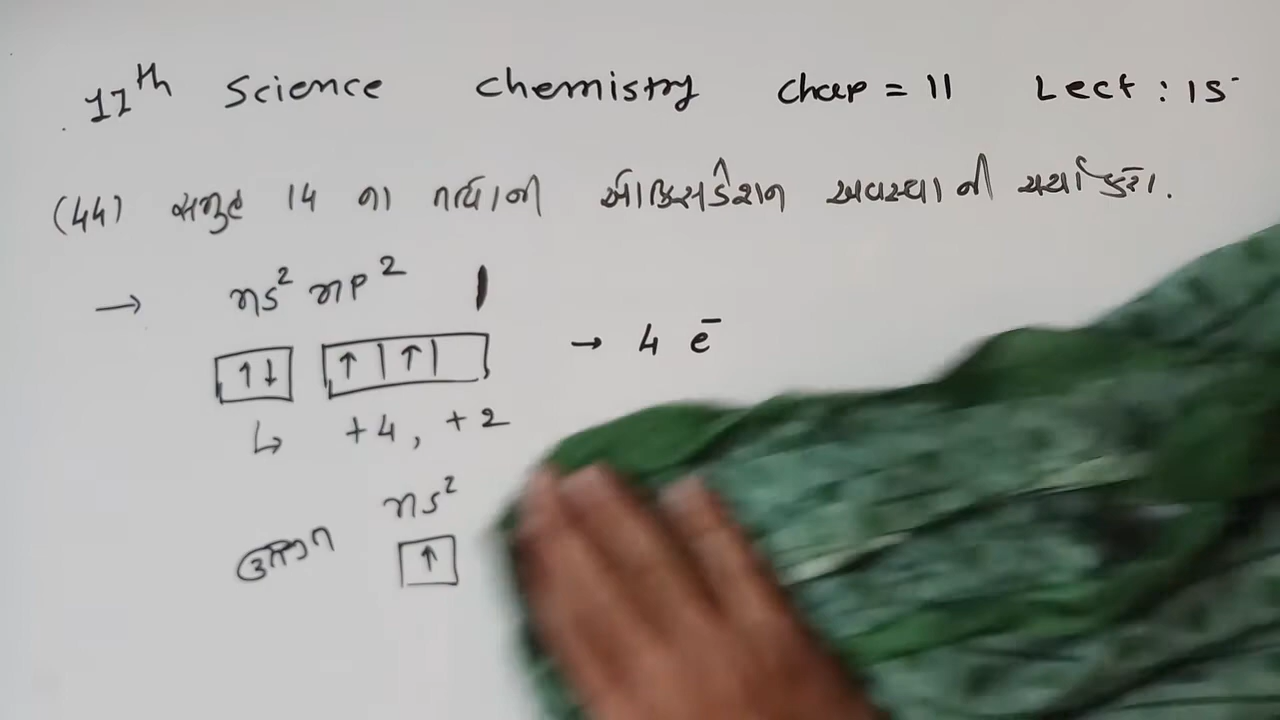 11th Science Chemistry Chap = 11 Lect : 15
(44) સમુહ 14 ના તત્વોની ઓક્સિડેશન અવસ્થાની ચર્ચા કરો.
→ ns² np²
↑↓ ↑ ↑ → 4 e⁻
↳ +4, +2
ns²
↑